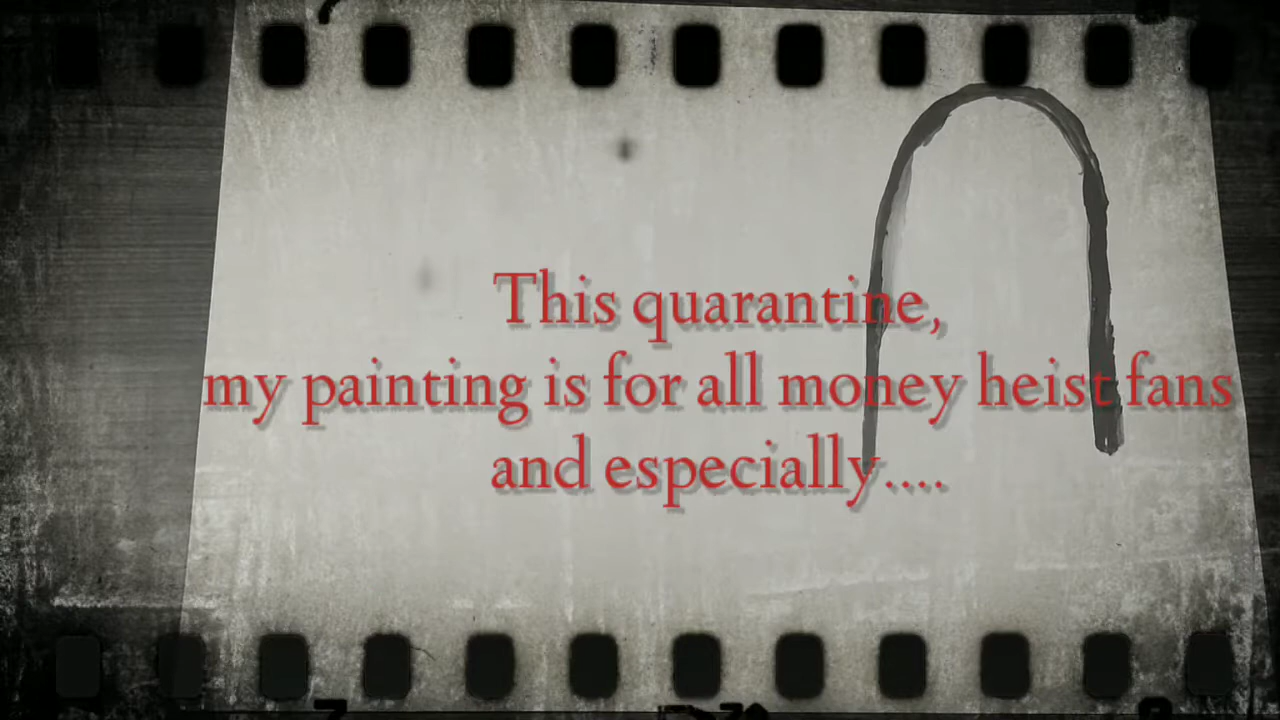 This quarantine,
my painting is for all money heist fans
and especially....